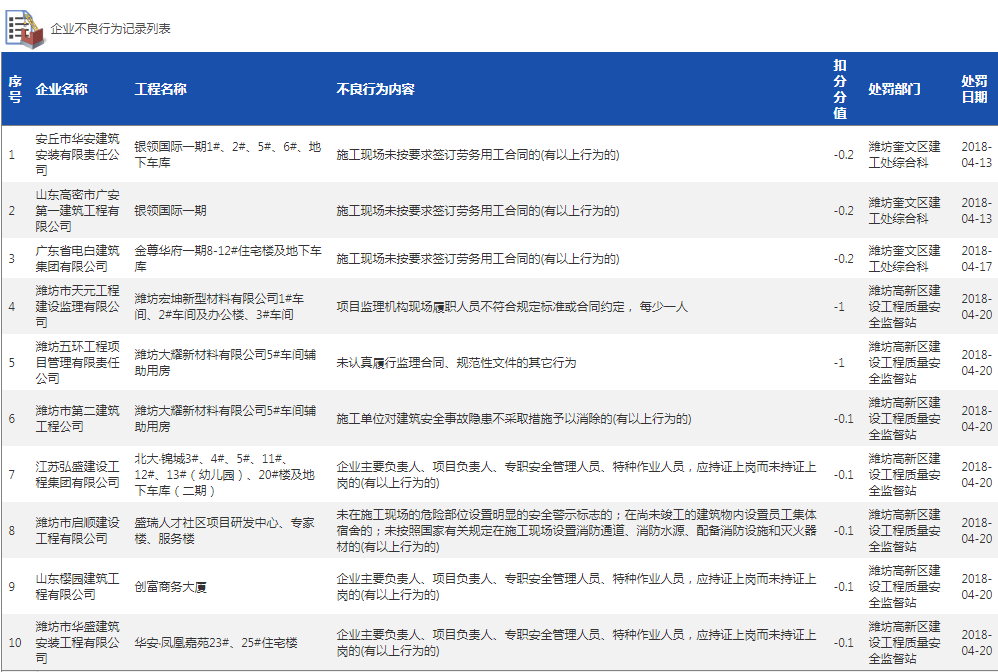 企业不良行为记录列表
序号 企业名称 工程名称 不良行为内容 扣分分值 处罚部门 处罚日期
1 安丘市华安建筑安装有限责任公司 银领国际一期1#、2#、5#、6#、地下车库 施工现场未按要求签订劳务用工合同的(有以上行为的) -0.2 潍坊奎文区建工处综合科 2018-04-13
2 山东高密市广安第一建筑工程有限公司 银领国际一期 施工现场未按要求签订劳务用工合同的(有以上行为的) -0.2 潍坊奎文区建工处综合科 2018-04-13
3 广东省电白建筑集团有限公司 金尊华府一期8-12#住宅楼及地下车库 施工现场未按要求签订劳务用工合同的(有以上行为的) -0.2 潍坊奎文区建工处综合科 2018-04-17
4 潍坊市天元工程建设监理有限公司 潍坊宏坤新型材料有限公司1#车间、2#车间及办公楼、3#车间 项目监理机构现场履职人员不符合规定标准或合同约定，每少一人 -1 潍坊高新区建设工程质量安全监督站 2018-04-20
5 潍坊五环工程项目管理有限责任公司 潍坊大耀新材料有限公司5#车间辅助用房 未认真履行监理合同、规范性文件的其它行为 -1 潍坊高新区建设工程质量安全监督站 2018-04-20
6 潍坊市第二建筑工程公司 潍坊大耀新材料有限公司5#车间辅助用房 施工单位对建筑安全事故隐患不采取措施予以消除的(有以上行为的) -0.1 潍坊高新区建设工程质量安全监督站 2018-04-20
7 江苏弘盛建设工程集团有限公司 北大·锦城3#、4#、5#、11#、12#、13#（幼儿园）、20#楼及地下车库（二期） 企业主要负责人、项目负责人、专职安全管理人员、特种作业人员，应持证上岗而未持证上岗的(有以上行为的) -0.1 潍坊高新区建设工程质量安全监督站 2018-04-20
8 潍坊市启顺建设工程有限公司 盛瑞人才社区项目研发中心、专家楼、服务楼 未在施工现场的危险部位设置明显的安全警示标志的；在尚未竣工的建筑物内设置员工集体宿舍的；未按照国家有关规定在施工现场设置消防通道、消防水源、配备消防设施和灭火器材的(有以上行为的) -0.1 潍坊高新区建设工程质量安全监督站 2018-04-20
9 山东樱园建筑工程有限公司 创富商务大厦 企业主要负责人、项目负责人、专职安全管理人员、特种作业人员，应持证上岗而未持证上岗的(有以上行为的) -0.1 潍坊高新区建设工程质量安全监督站 2018-04-20
10 潍坊市华盛建筑安装工程有限公司 华安·凤凰嘉苑23#、25#住宅楼 企业主要负责人、项目负责人、专职安全管理人员、特种作业人员，应持证上岗而未持证上岗的(有以上行为的) -0.1 潍坊高新区建设工程质量安全监督站 2018-04-20